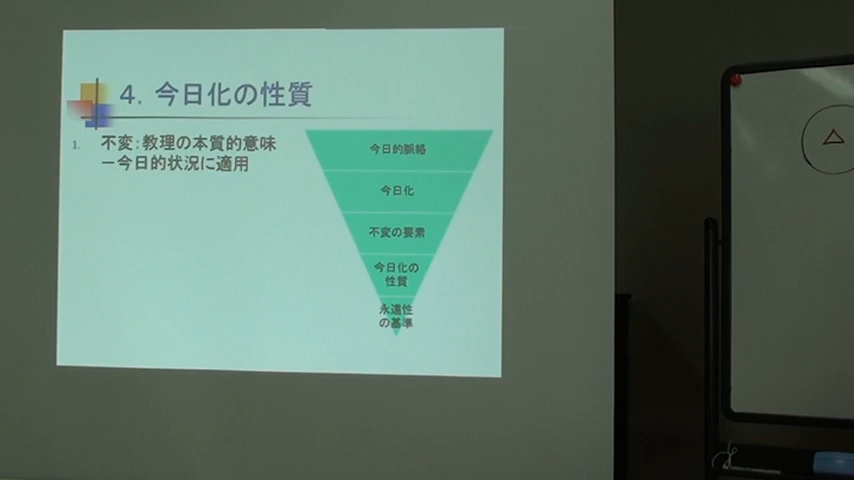 4. 今日化の性質
1. 不変：教理の本質的意味
－今日的状況に適用
今日的脈絡
今日化
不変の要素
今日化の
性質
永遠性
の基準